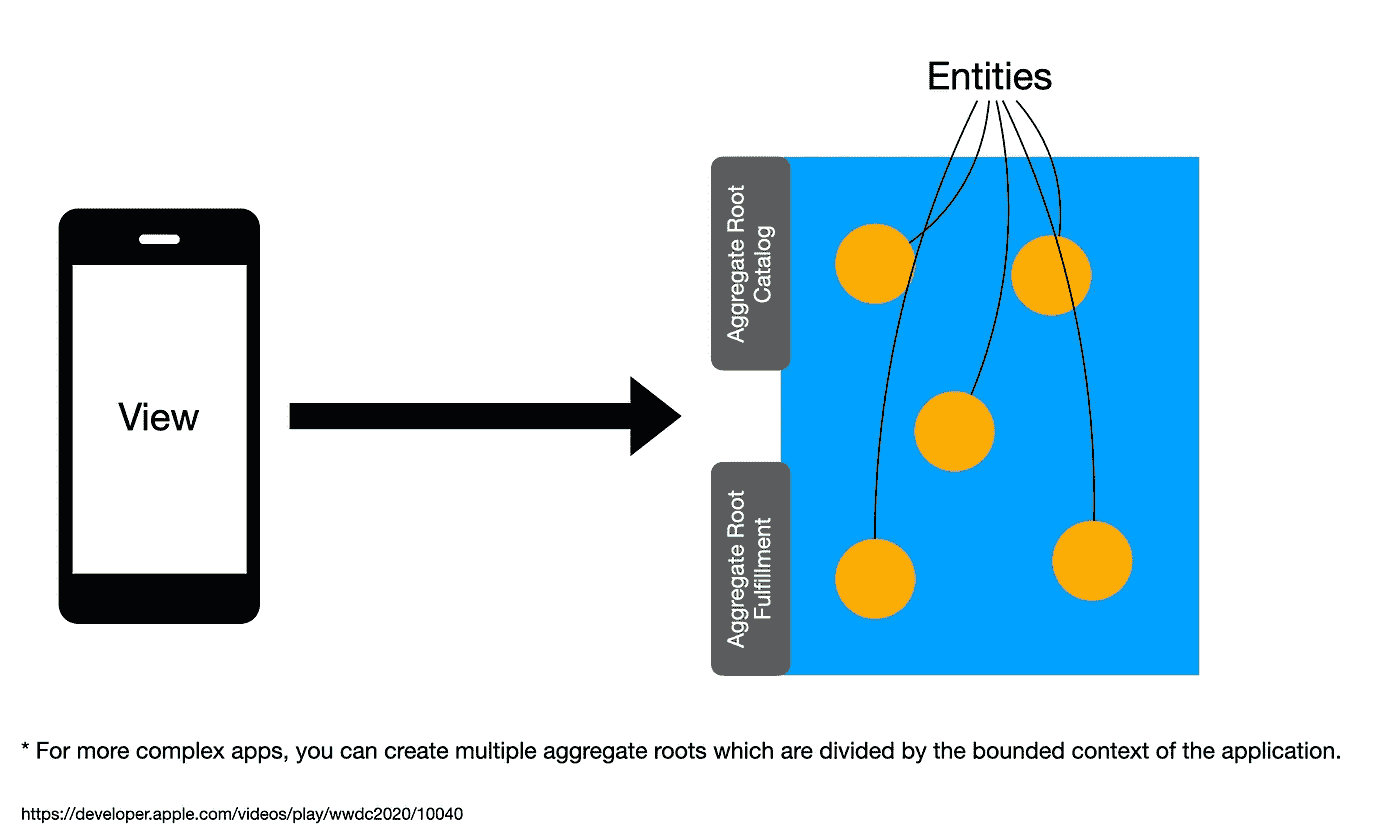 Entities
Aggregate Root
Catalog
View
Aggregate Root
Fulfillment
* For more complex apps, you can create multiple aggregate roots which are divided by the bounded context of the application.
https://developer.apple.com/videos/play/wwdc2020/10040